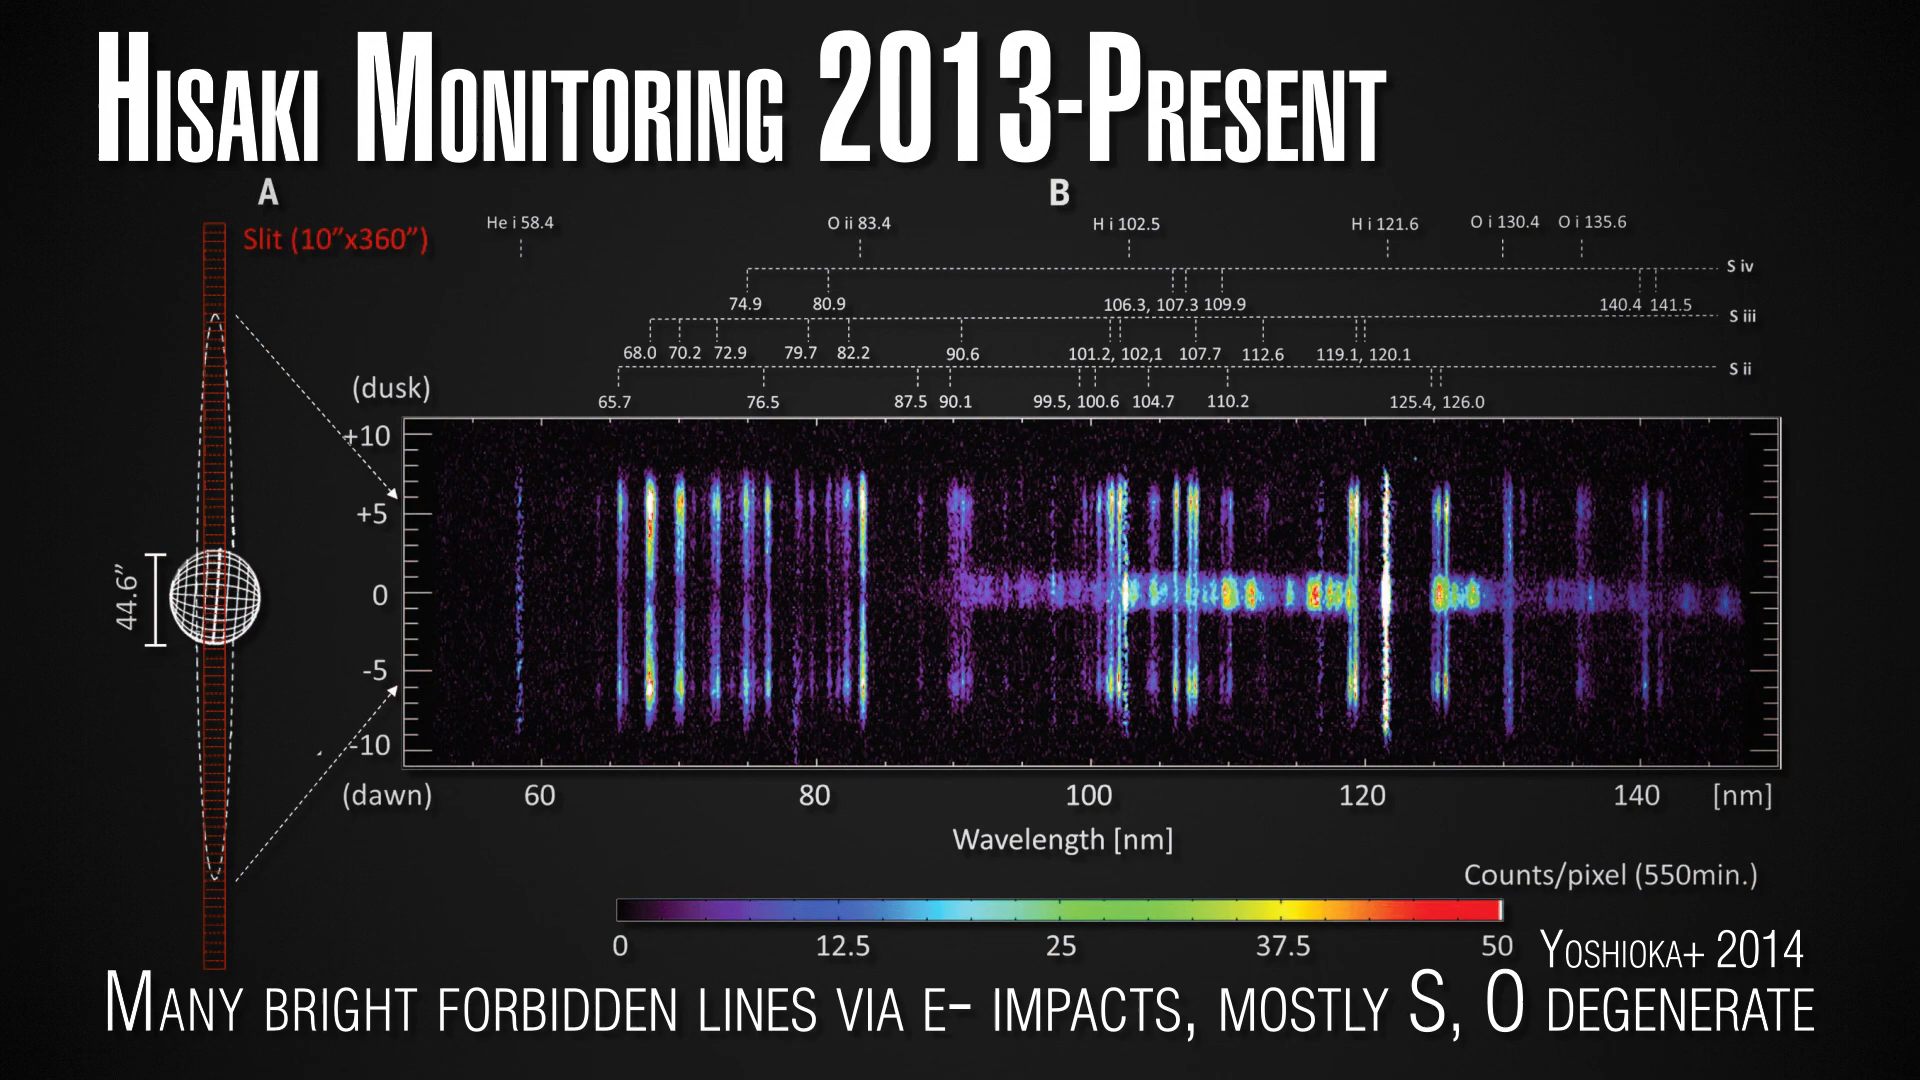 Hisaki Monitoring 2013-Present
A
B
Slit (10”x360”)
He i 58.4
O ii 83.4
H i 102.5
H i 121.6
O i 130.4
O i 135.6
S iv
74.9
80.9
106.3, 107.3 109.9
140.4 141.5
S iii
68.0 70.2 72.9
79.7 82.2
90.6
101.2, 102,1
107.7
112.6
119.1, 120.1
S ii
65.7
76.5
87.5 90.1
99.5, 100.6
104.7
110.2
125.4, 126.0
(dusk)
+10
+5
0
-5
-10
44.6”
(dawn)
60
80
100
120
140
[nm]
Wavelength [nm]
Counts/pixel (550min.)
0
12.5
25
37.5
50
Yoshioka+ 2014
Many bright forbidden lines via e– impacts, mostly S, O degenerate